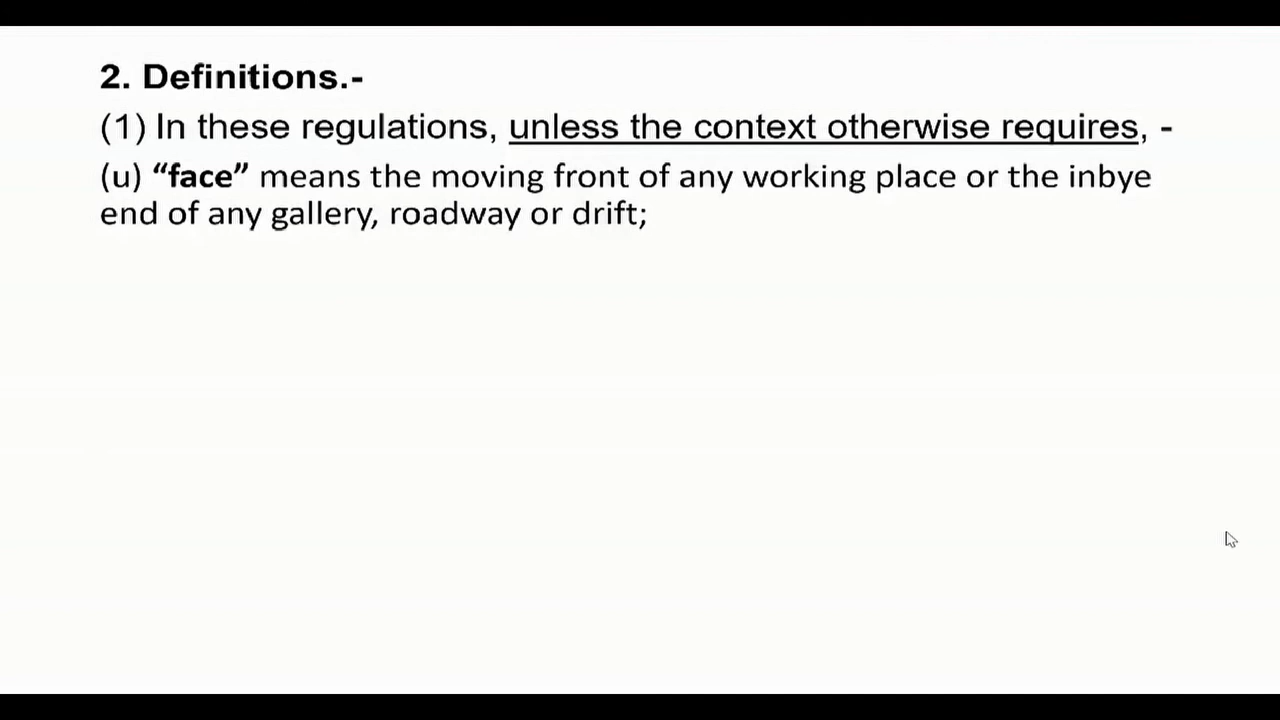 2. Definitions.-
(1) In these regulations, unless the context otherwise requires, -
(u) “face” means the moving front of any working place or the inbye
end of any gallery, roadway or drift;